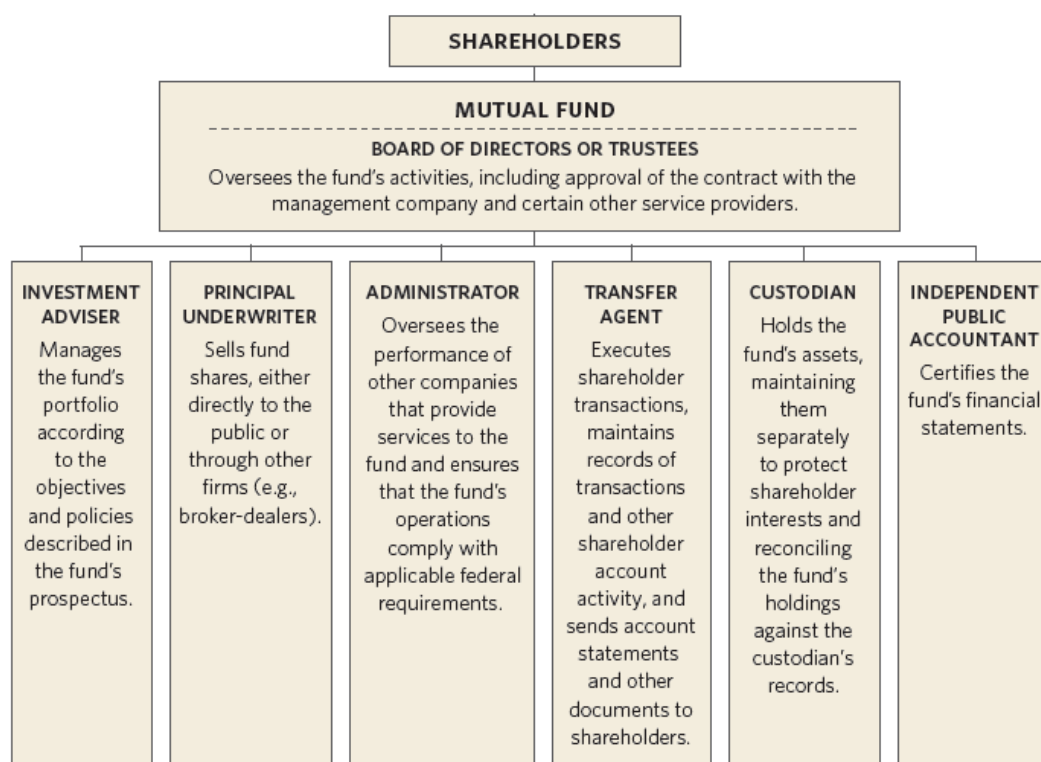 SHAREHOLDERS
MUTUAL FUND
BOARD OF DIRECTORS OR TRUSTEES
Oversees the fund's activities, including approval of the contract with the
management company and certain other service providers.
INVESTMENT
ADVISER
Manages
the fund's
portfolio
according
to the
objectives
and policies
described in
the fund's
prospectus.
PRINCIPAL
UNDERWRITER
Sells fund
shares, either
directly to the
public or
through other
firms (e.g.,
broker-dealers).
ADMINISTRATOR
Oversees the
performance of
other companies
that provide
services to the
fund and ensures
that the fund's
operations
comply with
applicable federal
requirements.
TRANSFER
AGENT
Executes
shareholder
transactions,
maintains
records of
transactions
and other
shareholder
account
activity, and
sends account
statements
and other
documents to
shareholders.
CUSTODIAN
Holds the
fund's assets,
maintaining
them
separately
to protect
shareholder
interests and
reconciling
the fund's
holdings
against the
custodian's
records.
INDEPENDENT
PUBLIC
ACCOUNTANT
Certifies the
fund's financial
statements.